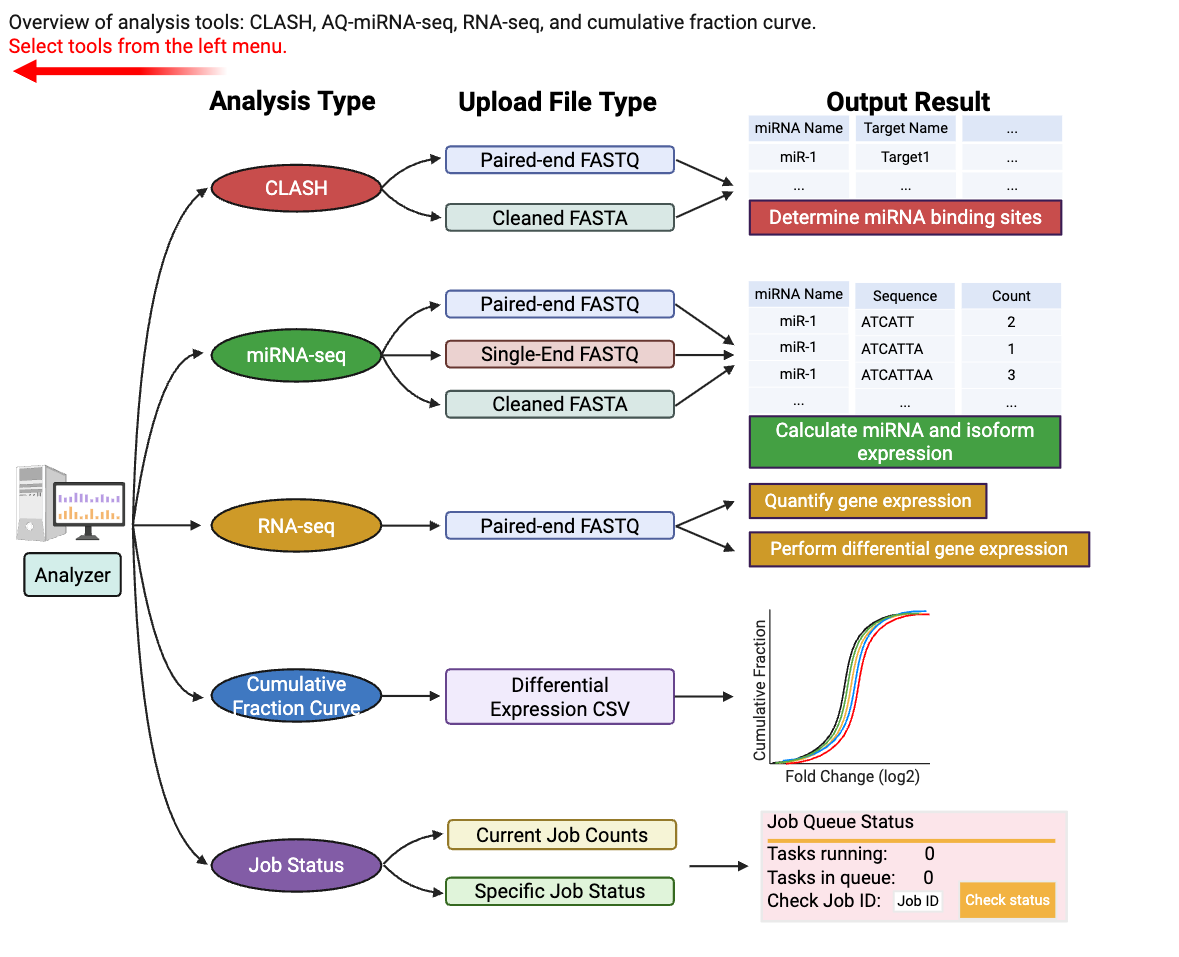 Overview of analysis tools: CLASH, AQ-miRNA-seq, RNA-seq, and cumulative fraction curve.
Select tools from the left menu.
Analysis Type
Upload File Type
Output Result
CLASH
Paired-end FASTQ
Cleaned FASTA
miRNA Name Target Name ...
miR-1 Target1 ...
... ... ...
Determine miRNA binding sites
miRNA-seq
Paired-end FASTQ
Single-End FASTQ
Cleaned FASTA
miRNA Name Sequence Count
miR-1 ATCATT 2
miR-1 ATCATTA 1
miR-1 ATCATTAA 3
... ... ...
Calculate miRNA and isoform
expression
Analyzer
RNA-seq
Paired-end FASTQ
Quantify gene expression
Perform differential gene expression
Cumulative
Fraction Curve
Differential
Expression CSV
Cumulative Fraction
Fold Change (log2)
Job Status
Current Job Counts
Specific Job Status
Job Queue Status
Tasks running: 0
Tasks in queue: 0
Check Job ID: Job ID Check status